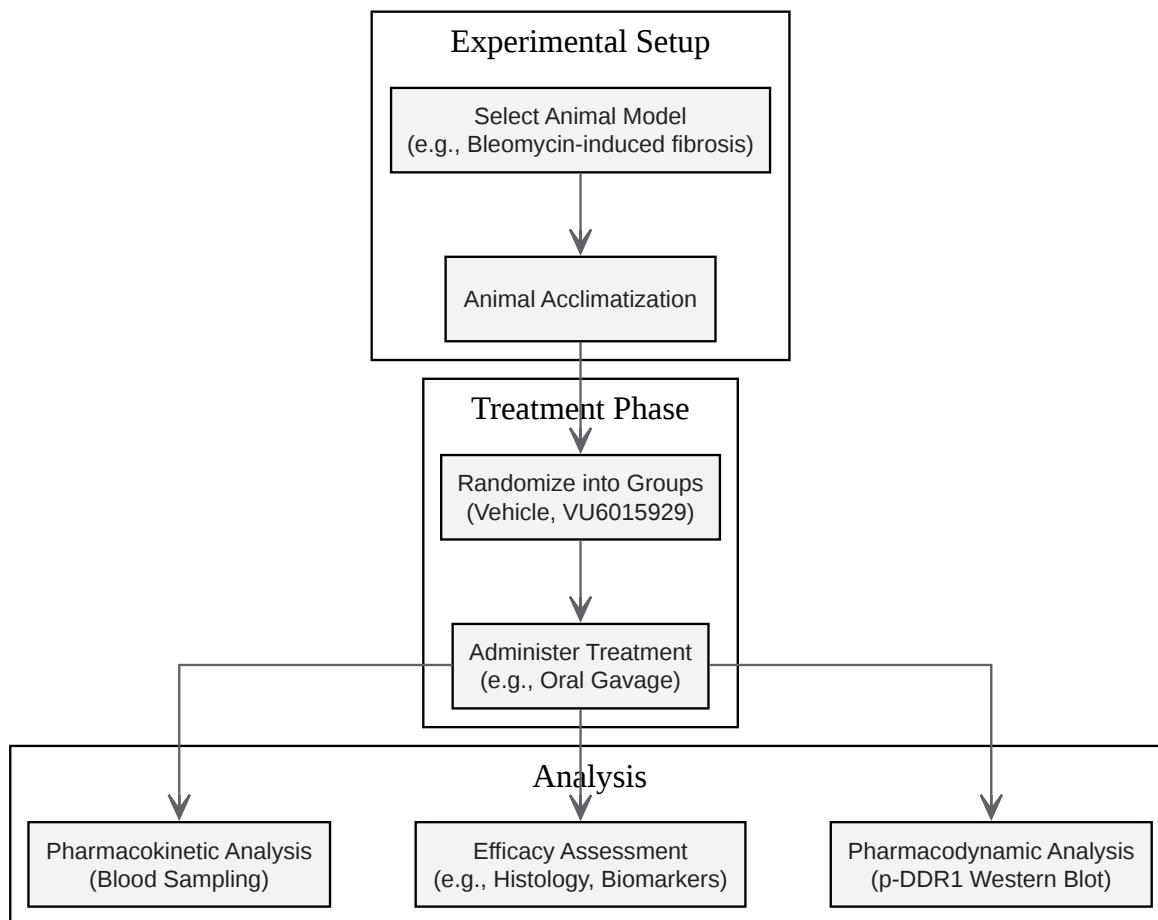 Experimental Setup
Select Animal Model
(e.g., Bleomycin-induced fibrosis)
Animal Acclimatization
Treatment Phase
Randomize into Groups
(Vehicle, VU6015929)
Administer Treatment
(e.g., Oral Gavage)
Analysis
Pharmacokinetic Analysis
(Blood Sampling)
Efficacy Assessment
(e.g., Histology, Biomarkers)
Pharmacodynamic Analysis
(p-DDR1 Western Blot)